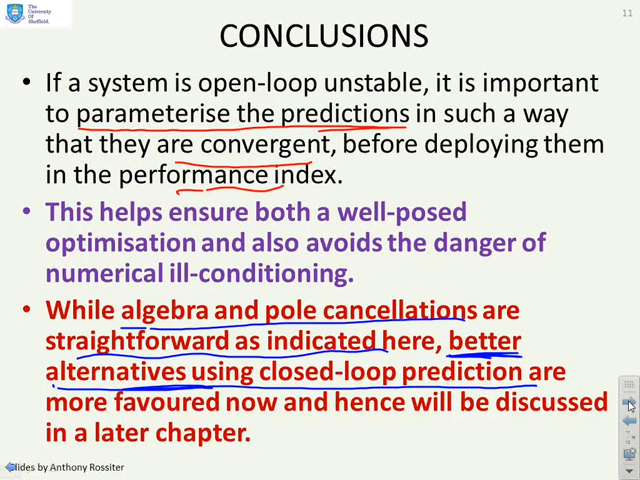 The
University
Of
Sheffield.
11
CONCLUSIONS
• If a system is open-loop unstable, it is important
to parameterise the predictions in such a way
that they are convergent, before deploying them
in the performance index.
• This helps ensure both a well-posed
optimisation and also avoids the danger of
numerical ill-conditioning.
• While algebra and pole cancellations are
straightforward as indicated here, better
alternatives using closed-loop prediction are
more favoured now and hence will be discussed
in a later chapter.
lides by Anthony Rossiter